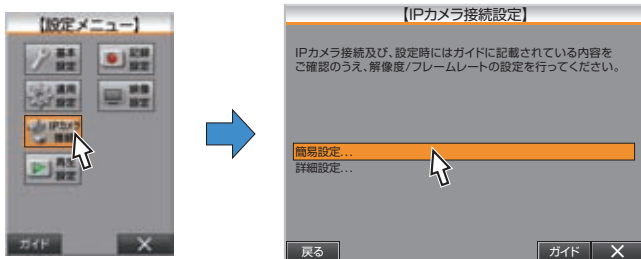 【設定メニュー】
基本
設定
記録
設定
運用
設定
映像
設定
IPカメラ
接続
再生
設定
ガイド
【IPカメラ接続設定】
IPカメラ接続及び、設定時にはガイドに記載されている内容を
ご確認のうえ、解像度/フレームレートの設定を行ってください。
簡易設定...
詳細設定...
戻る
ガイド